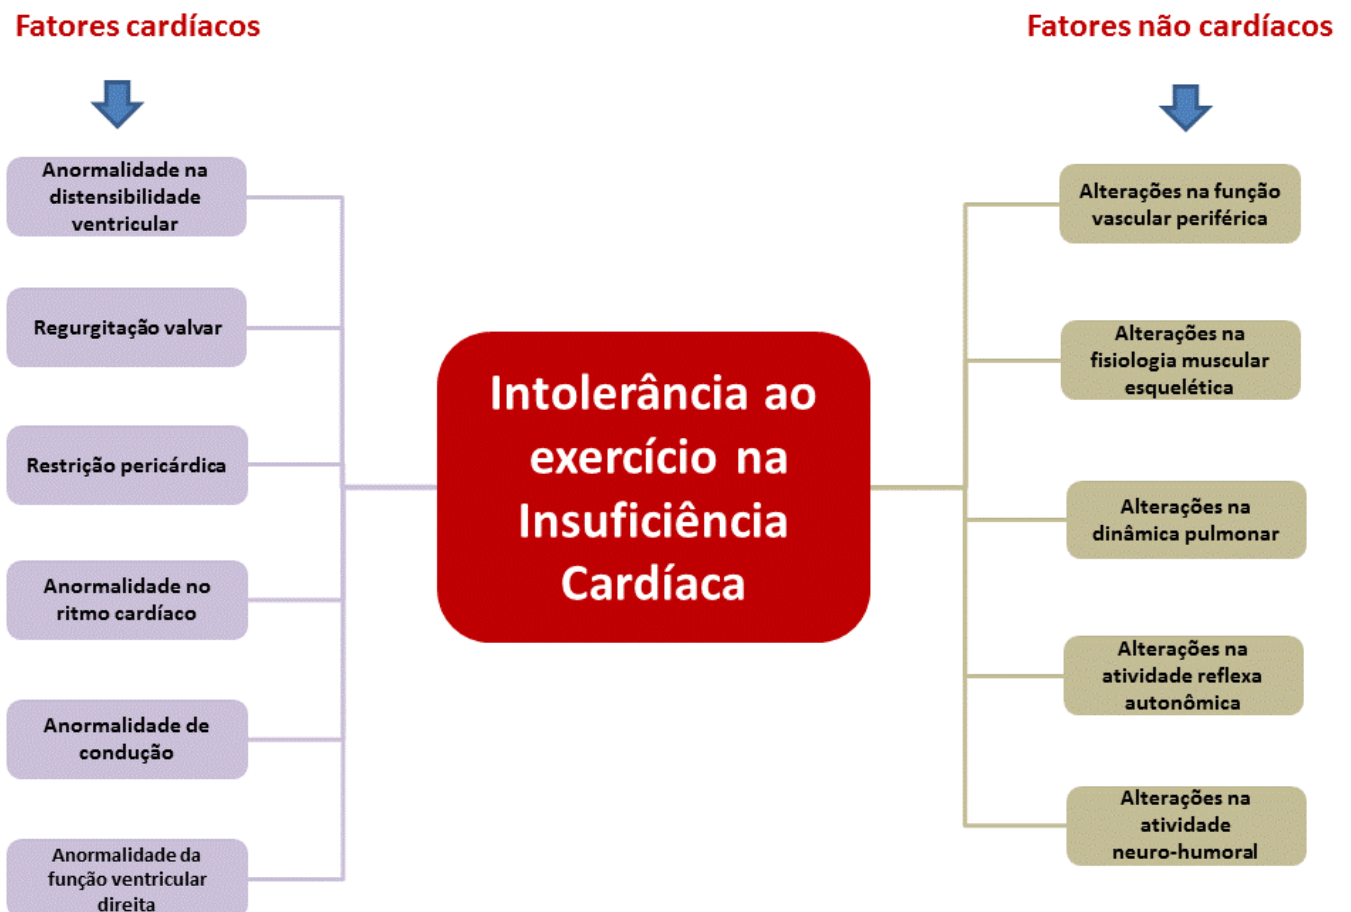 Fatores cardíacos
Fatores não cardíacos
Anormalidade na
distensibilidade
ventricular
Regurgitação valvar
Restrição pericárdica
Anormalidade no
ritmo cardíaco
Anormalidade de
condução
Anormalidade da
função ventricular
direita
Intolerância ao
exercício na
Insuficiência
Cardíaca
Alterações na função
vascular periférica
Alterações na
fisiologia muscular
esquelética
Alterações na
dinâmica pulmonar
Alterações na
atividade reflexa
autonômica
Alterações na
atividade
neuro-humoral